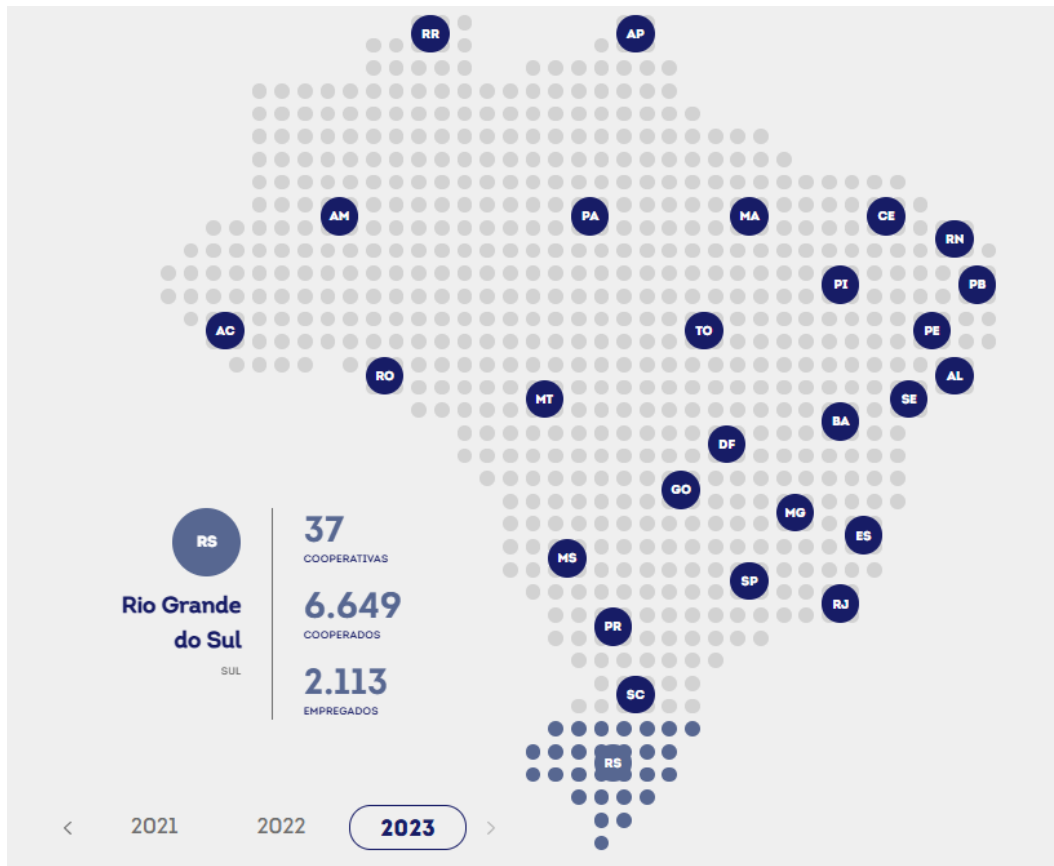 RR
AP
AM
PA
MA
CE
RN
PI
PB
AC
TO
PE
RO
AL
MT
SE
BA
DF
GO
MG
ES
MS
SP
RJ
PR
SC
RS
RS
Rio Grande
do Sul
SUL
37
COOPERATIVAS
6.649
COOPERADOS
2.113
EMPREGADOS
2021
2022
2023